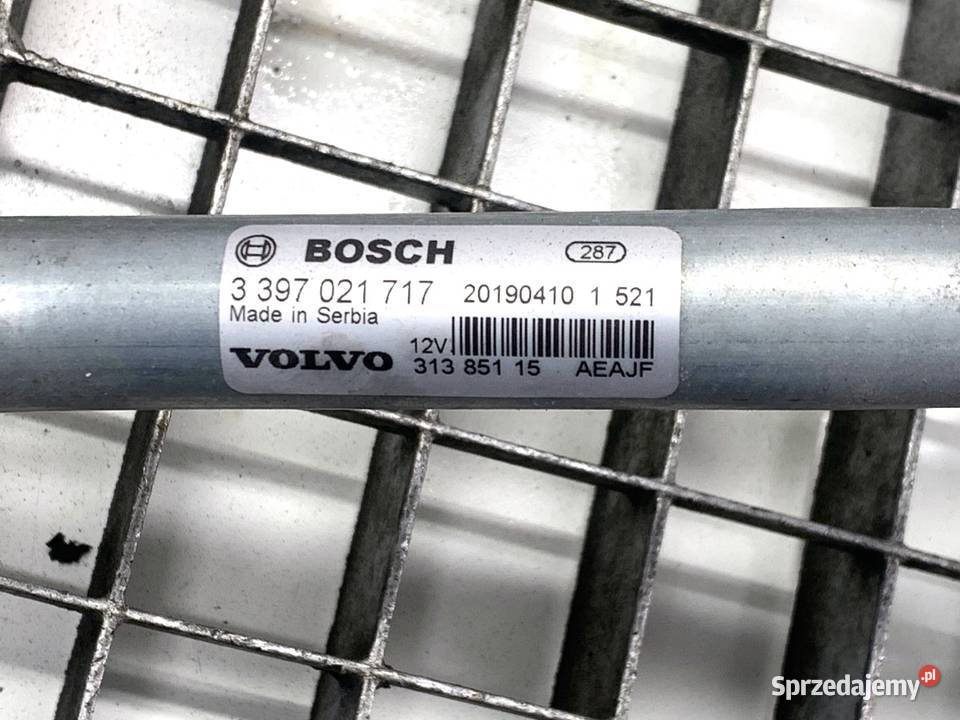 BOSCH 287
3 397 021 717 20190410 1 521
Made in Serbia
VOLVO 12V
313 851 15 AEAJF
Sprzedajemy.pl